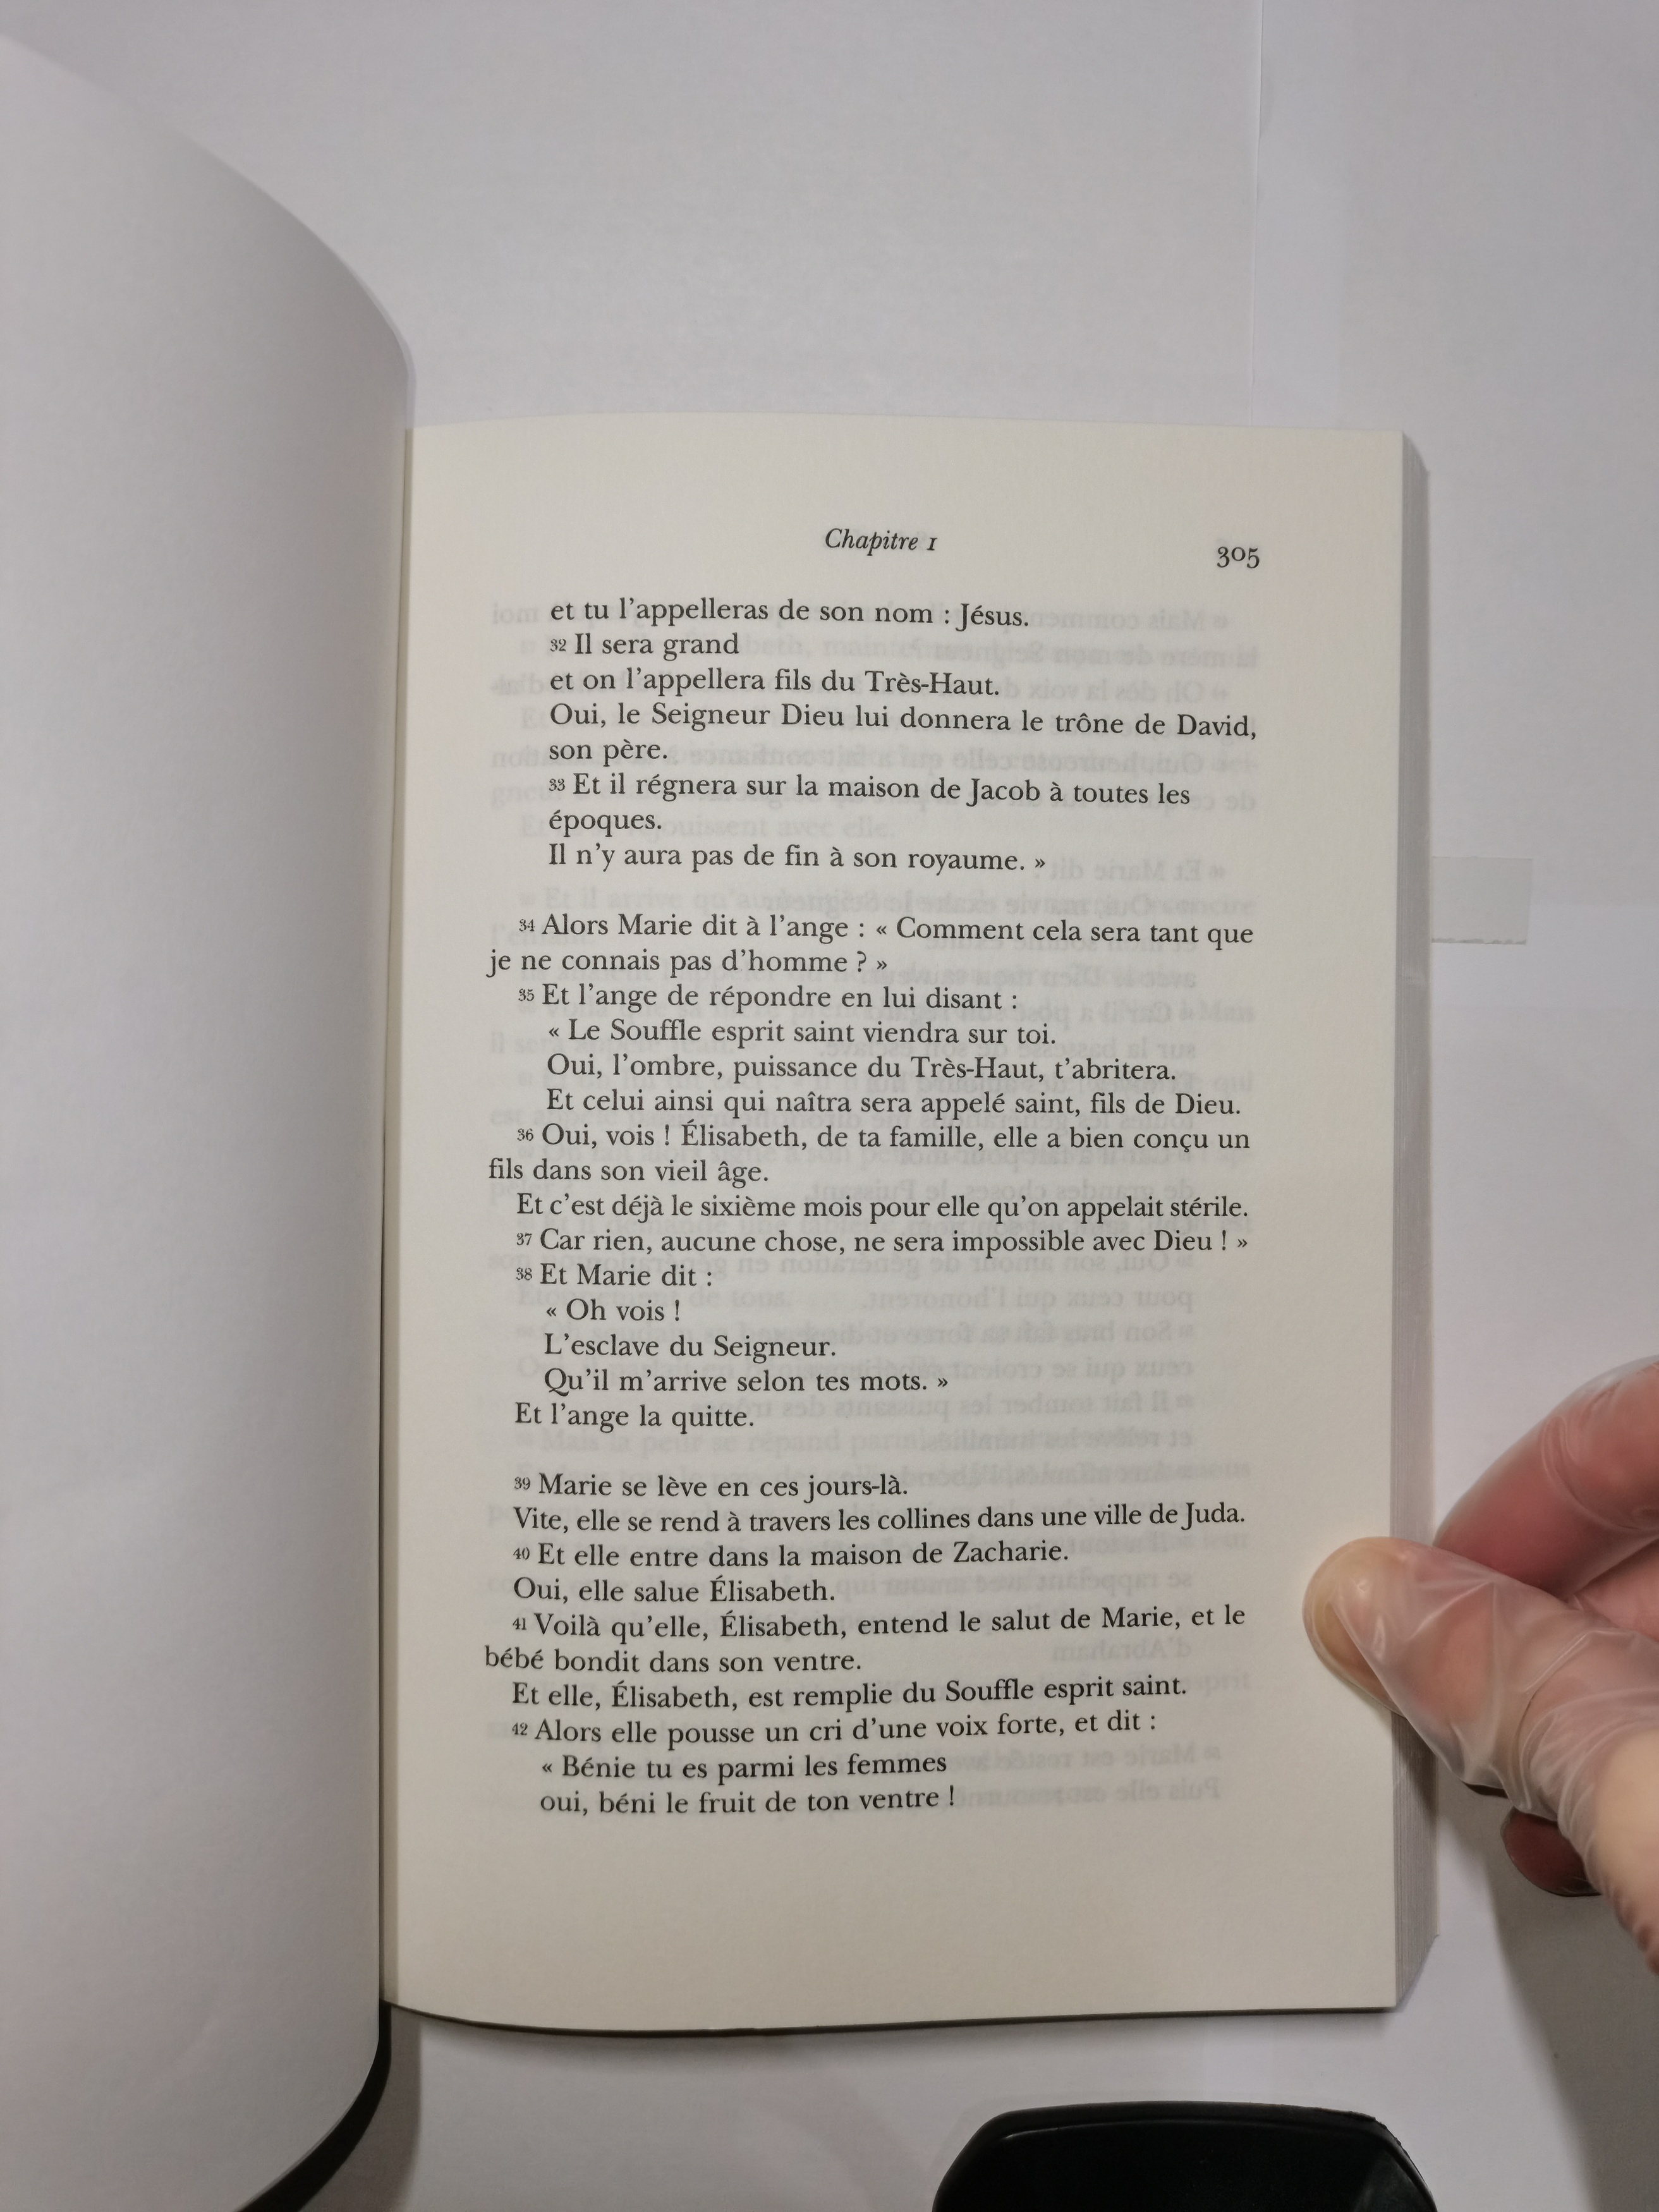 Chapitre 1
305
et tu l'appelleras de son nom : Jésus.
32 Il sera grand
et on l'appellera fils du Très-Haut.
Oui, le Seigneur Dieu lui donnera le trône de David,
son père.
33 Et il régnera sur la maison de Jacob à toutes les
époques.
Il n'y aura pas de fin à son royaume. »
34 Alors Marie dit à l'ange : « Comment cela sera tant que
je ne connais pas d'homme ? »
35 Et l'ange de répondre en lui disant :
« Le Souffle esprit saint viendra sur toi.
Oui, l'ombre, puissance du Très-Haut, t'abritera.
Et celui ainsi qui naîtra sera appelé saint, fils de Dieu.
36 Oui, vois ! Élisabeth, de ta famille, elle a bien conçu un
fils dans son vieil âge.
Et c'est déjà le sixième mois pour elle qu'on appelait stérile.
37 Car rien, aucune chose, ne sera impossible avec Dieu ! »
38 Et Marie dit :
« Oh vois !
L'esclave du Seigneur.
Qu'il m'arrive selon tes mots. »
Et l'ange la quitte.
39 Marie se lève en ces jours-là.
Vite, elle se rend à travers les collines dans une ville de Juda.
40 Et elle entre dans la maison de Zacharie.
Oui, elle salue Élisabeth.
41 Voilà qu'elle, Élisabeth, entend le salut de Marie, et le
bébé bondit dans son ventre.
Et elle, Élisabeth, est remplie du Souffle esprit saint.
42 Alors elle pousse un cri d'une voix forte, et dit :
« Bénie tu es parmi les femmes
oui, béni le fruit de ton ventre !